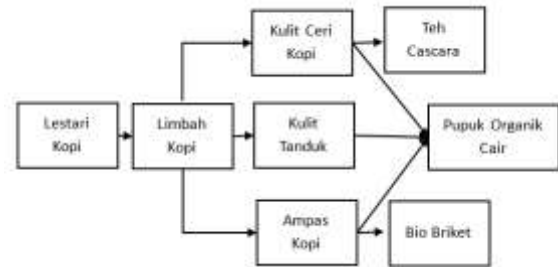 Kulit Ceri
Kopi
Teh
Cascara
Lestari
Kopi
Limbah
Kopi
Kulit
Tanduk
Pupuk Organik
Cair
Ampas
Kopi
Bio Briket